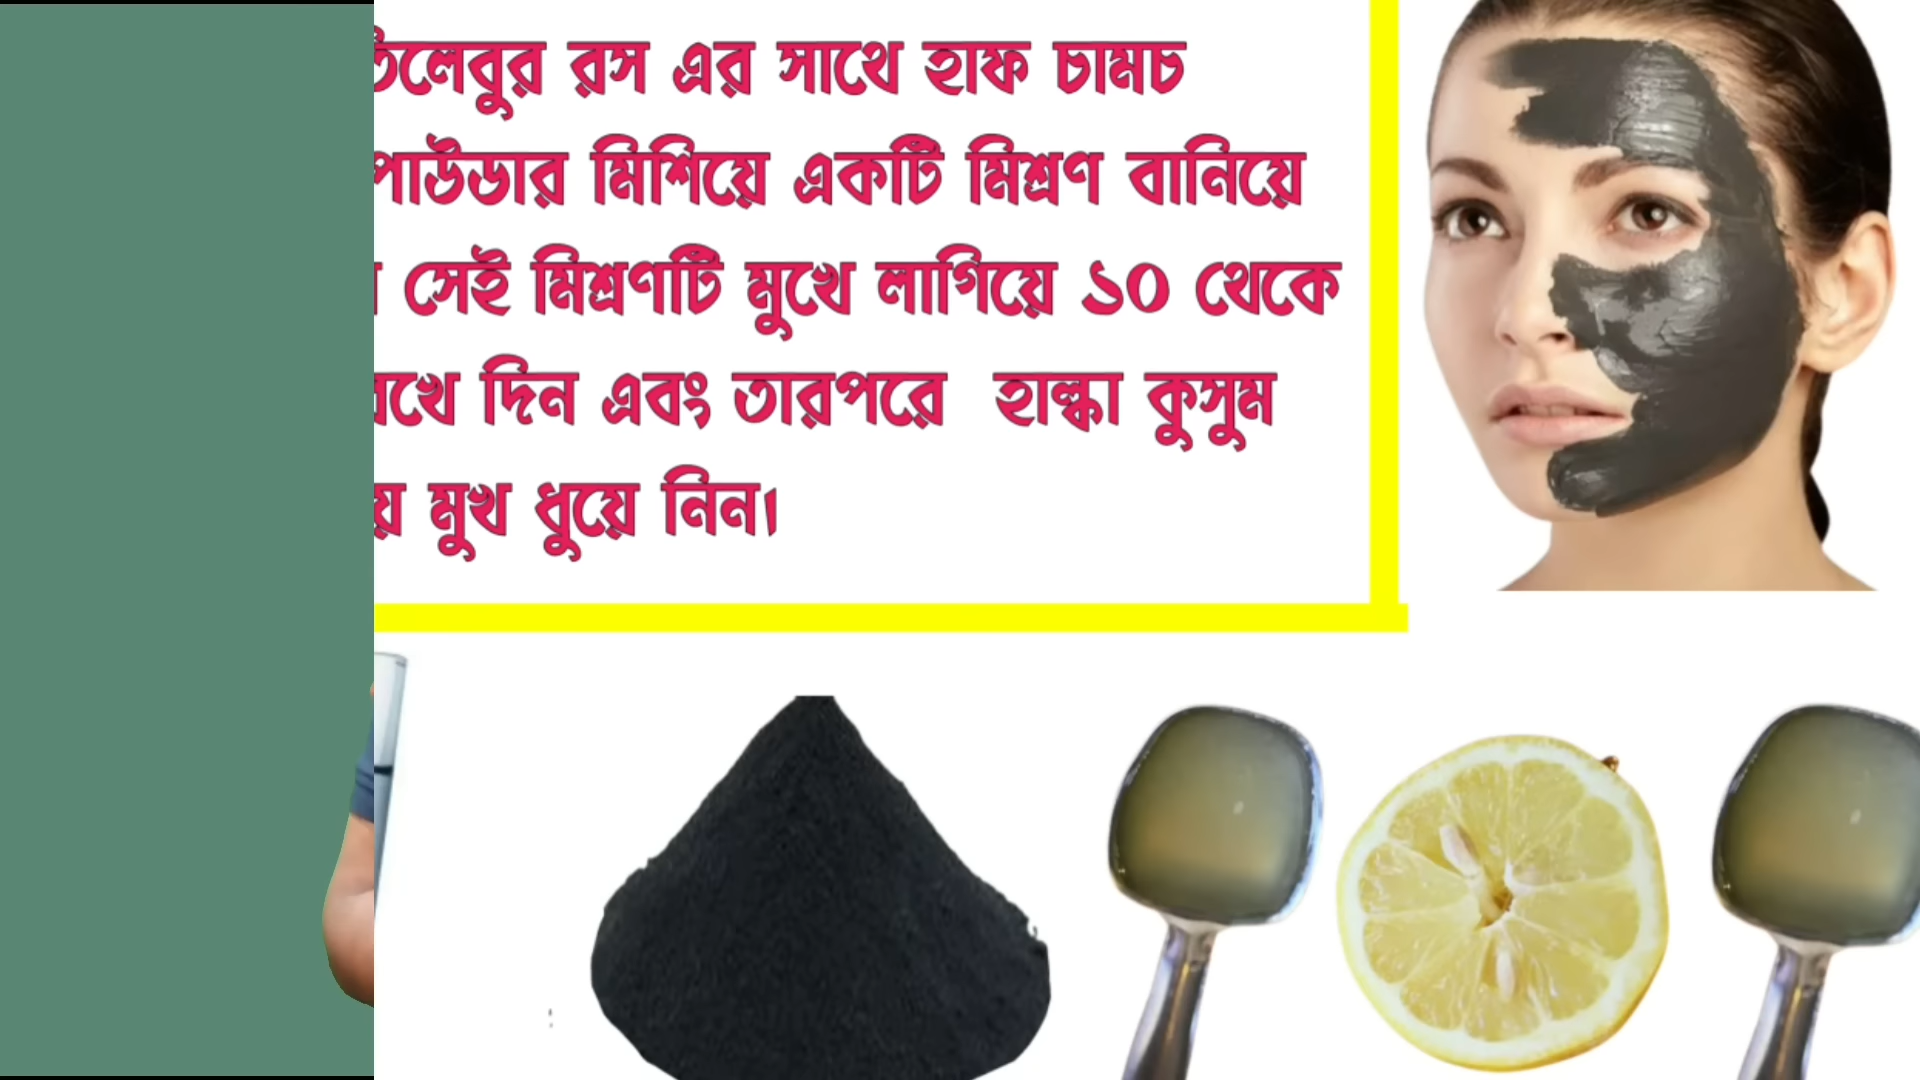 তিলেবুর রস এর সাথে হাফ চামচ
পাউডার মিশিয়ে একটি মিশ্রণ বানিয়ে
সেই মিশ্রণটি মুখে লাগিয়ে ১০ থেকে
দিন এবং তারপরে হাল্কা কুসুম
মুখ ধুয়ে নিন।